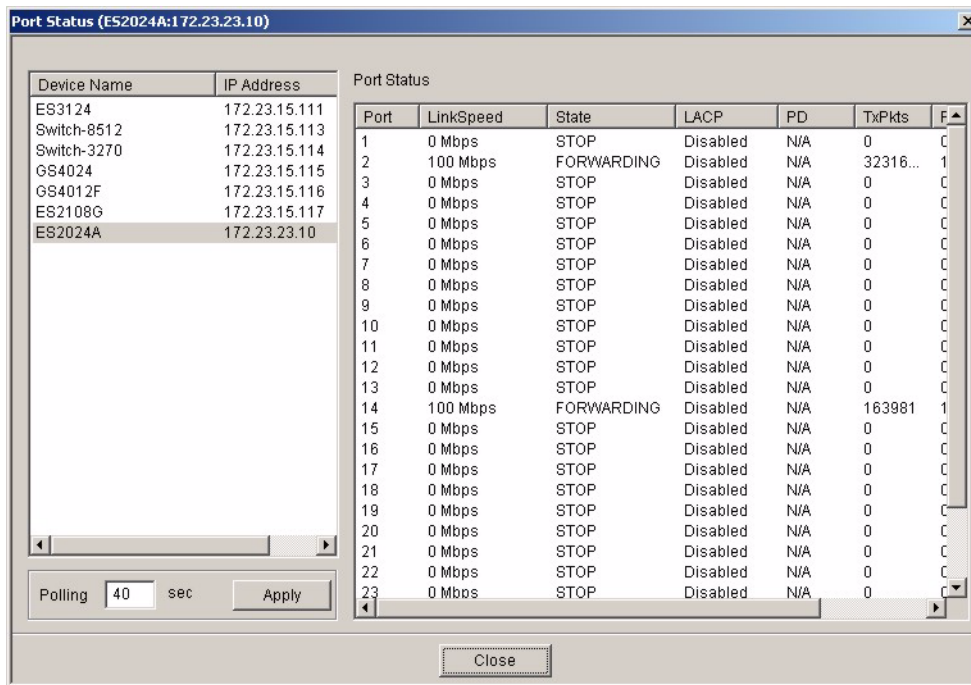 Port Status (ES2024A:172.23.23.10)
Device Name IP Address
ES3124 172.23.15.111
Switch-8512 172.23.15.113
Switch-3270 172.23.15.114
GS4024 172.23.15.115
GS4012F 172.23.15.116
ES2108G 172.23.15.117
ES2024A 172.23.23.10
Polling 40 sec Apply
Port Status
Port LinkSpeed State LACP PD TxPkts
1 0 Mbps STOP Disabled N/A 0
2 100 Mbps FORWARDING Disabled N/A 32316... 1
3 0 Mbps STOP Disabled N/A 0
4 0 Mbps STOP Disabled N/A 0
5 0 Mbps STOP Disabled N/A 0
6 0 Mbps STOP Disabled N/A 0
7 0 Mbps STOP Disabled N/A 0
8 0 Mbps STOP Disabled N/A 0
9 0 Mbps STOP Disabled N/A 0
10 0 Mbps STOP Disabled N/A 0
11 0 Mbps STOP Disabled N/A 0
12 0 Mbps STOP Disabled N/A 0
13 0 Mbps STOP Disabled N/A 0
14 100 Mbps FORWARDING Disabled N/A 163981 1
15 0 Mbps STOP Disabled N/A 0
16 0 Mbps STOP Disabled N/A 0
17 0 Mbps STOP Disabled N/A 0
18 0 Mbps STOP Disabled N/A 0
19 0 Mbps STOP Disabled N/A 0
20 0 Mbps STOP Disabled N/A 0
21 0 Mbps STOP Disabled N/A 0
22 0 Mbps STOP Disabled N/A 0
23 0 Mbps STOP Disabled N/A 0
Close